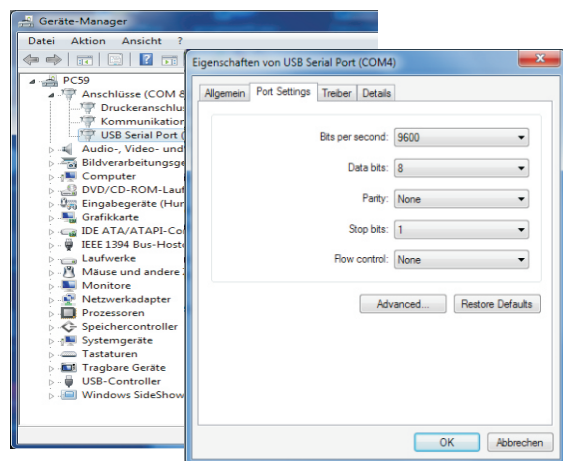 Geräte-Manager
Datei Aktion Ansicht ?
PC59
Anschlüsse (COM &
Druckeranschlu
Kommunikation
USB Serial Port (
Audio-, Video- und
Bildverarbeitungsge
Computer
DVD/CD-ROM-Lauf
Eingabegeräte (Hur
Grafikkarte
IDE ATA/ATAPI-Co
IEEE 1394 Bus-Hoste
Laufwerke
Mäuse und andere
Monitore
Netzwerkadapter
Prozessoren
Speichercontroller
Systemgeräte
Tastaturen
Tragbare Geräte
USB-Controller
Windows SideShow
Eigenschaften von USB Serial Port (COM4)
Allgemein Port Settings Treiber Details
Bits per second: 9600
Data bits: 8
Parity: None
Stop bits: 1
Flow control: None
Advanced... Restore Defaults
OK Abbrechen